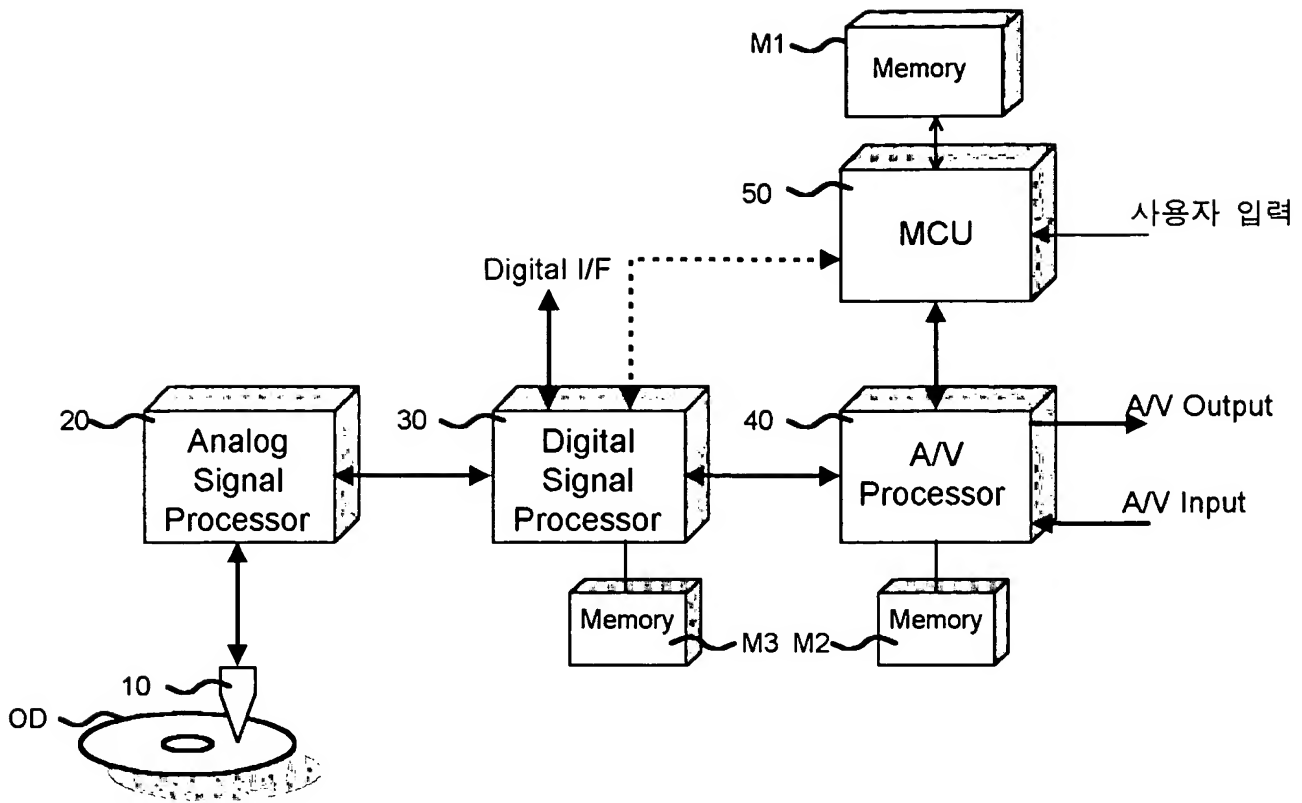 M1
Memory
50
MCU
사용자 입력
Digital I/F
20
Analog
Signal
Processor
30
Digital
Signal
Processor
40
A/V
Processor
A/V Output
A/V Input
Memory
M3
M2
Memory
10
OD